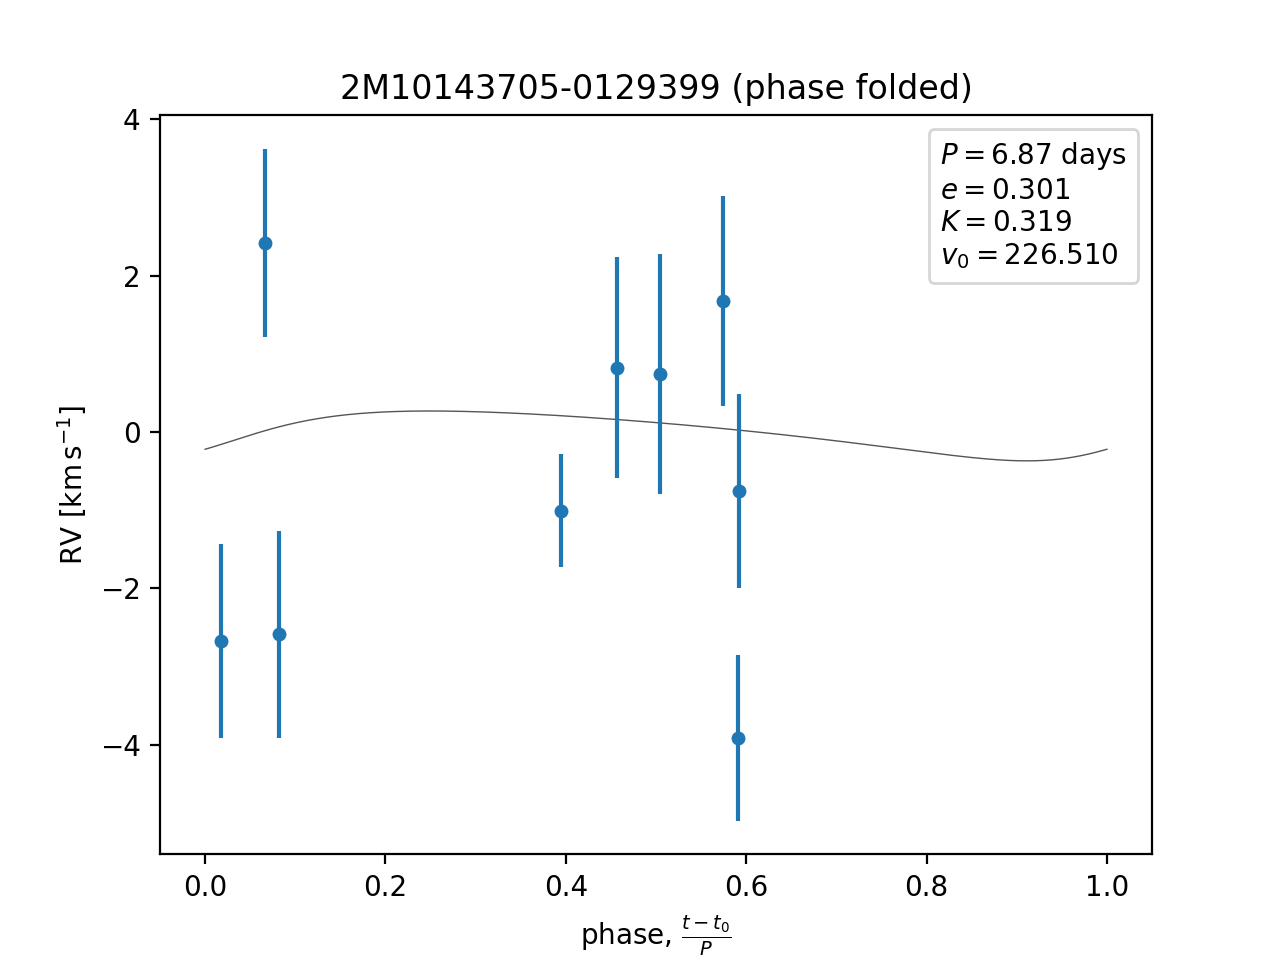 2M10143705-0129399 (phase folded)
P = 6.87 days
e = 0.301
K = 0.319
v₀ = 226.510
4
2
0
−2
−4
RV [km s⁻¹]
0.0 0.2 0.4 0.6 0.8 1.0
phase, (t − t₀)/P